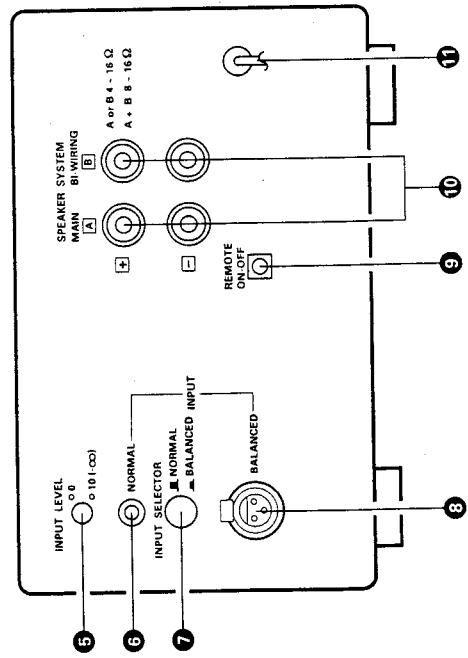 INPUT LEVEL
0
10 (-∞)
NORMAL
INPUT SELECTOR
NORMAL
BALANCED
INPUT
BALANCED
SPEAKER SYSTEM
MAIN
BI-WIRING
A
B
A or B 4 - 16 Ω
A + B 8 - 16 Ω
+
−
REMOTE
ON-OFF
5
6
7
8
9
10
11